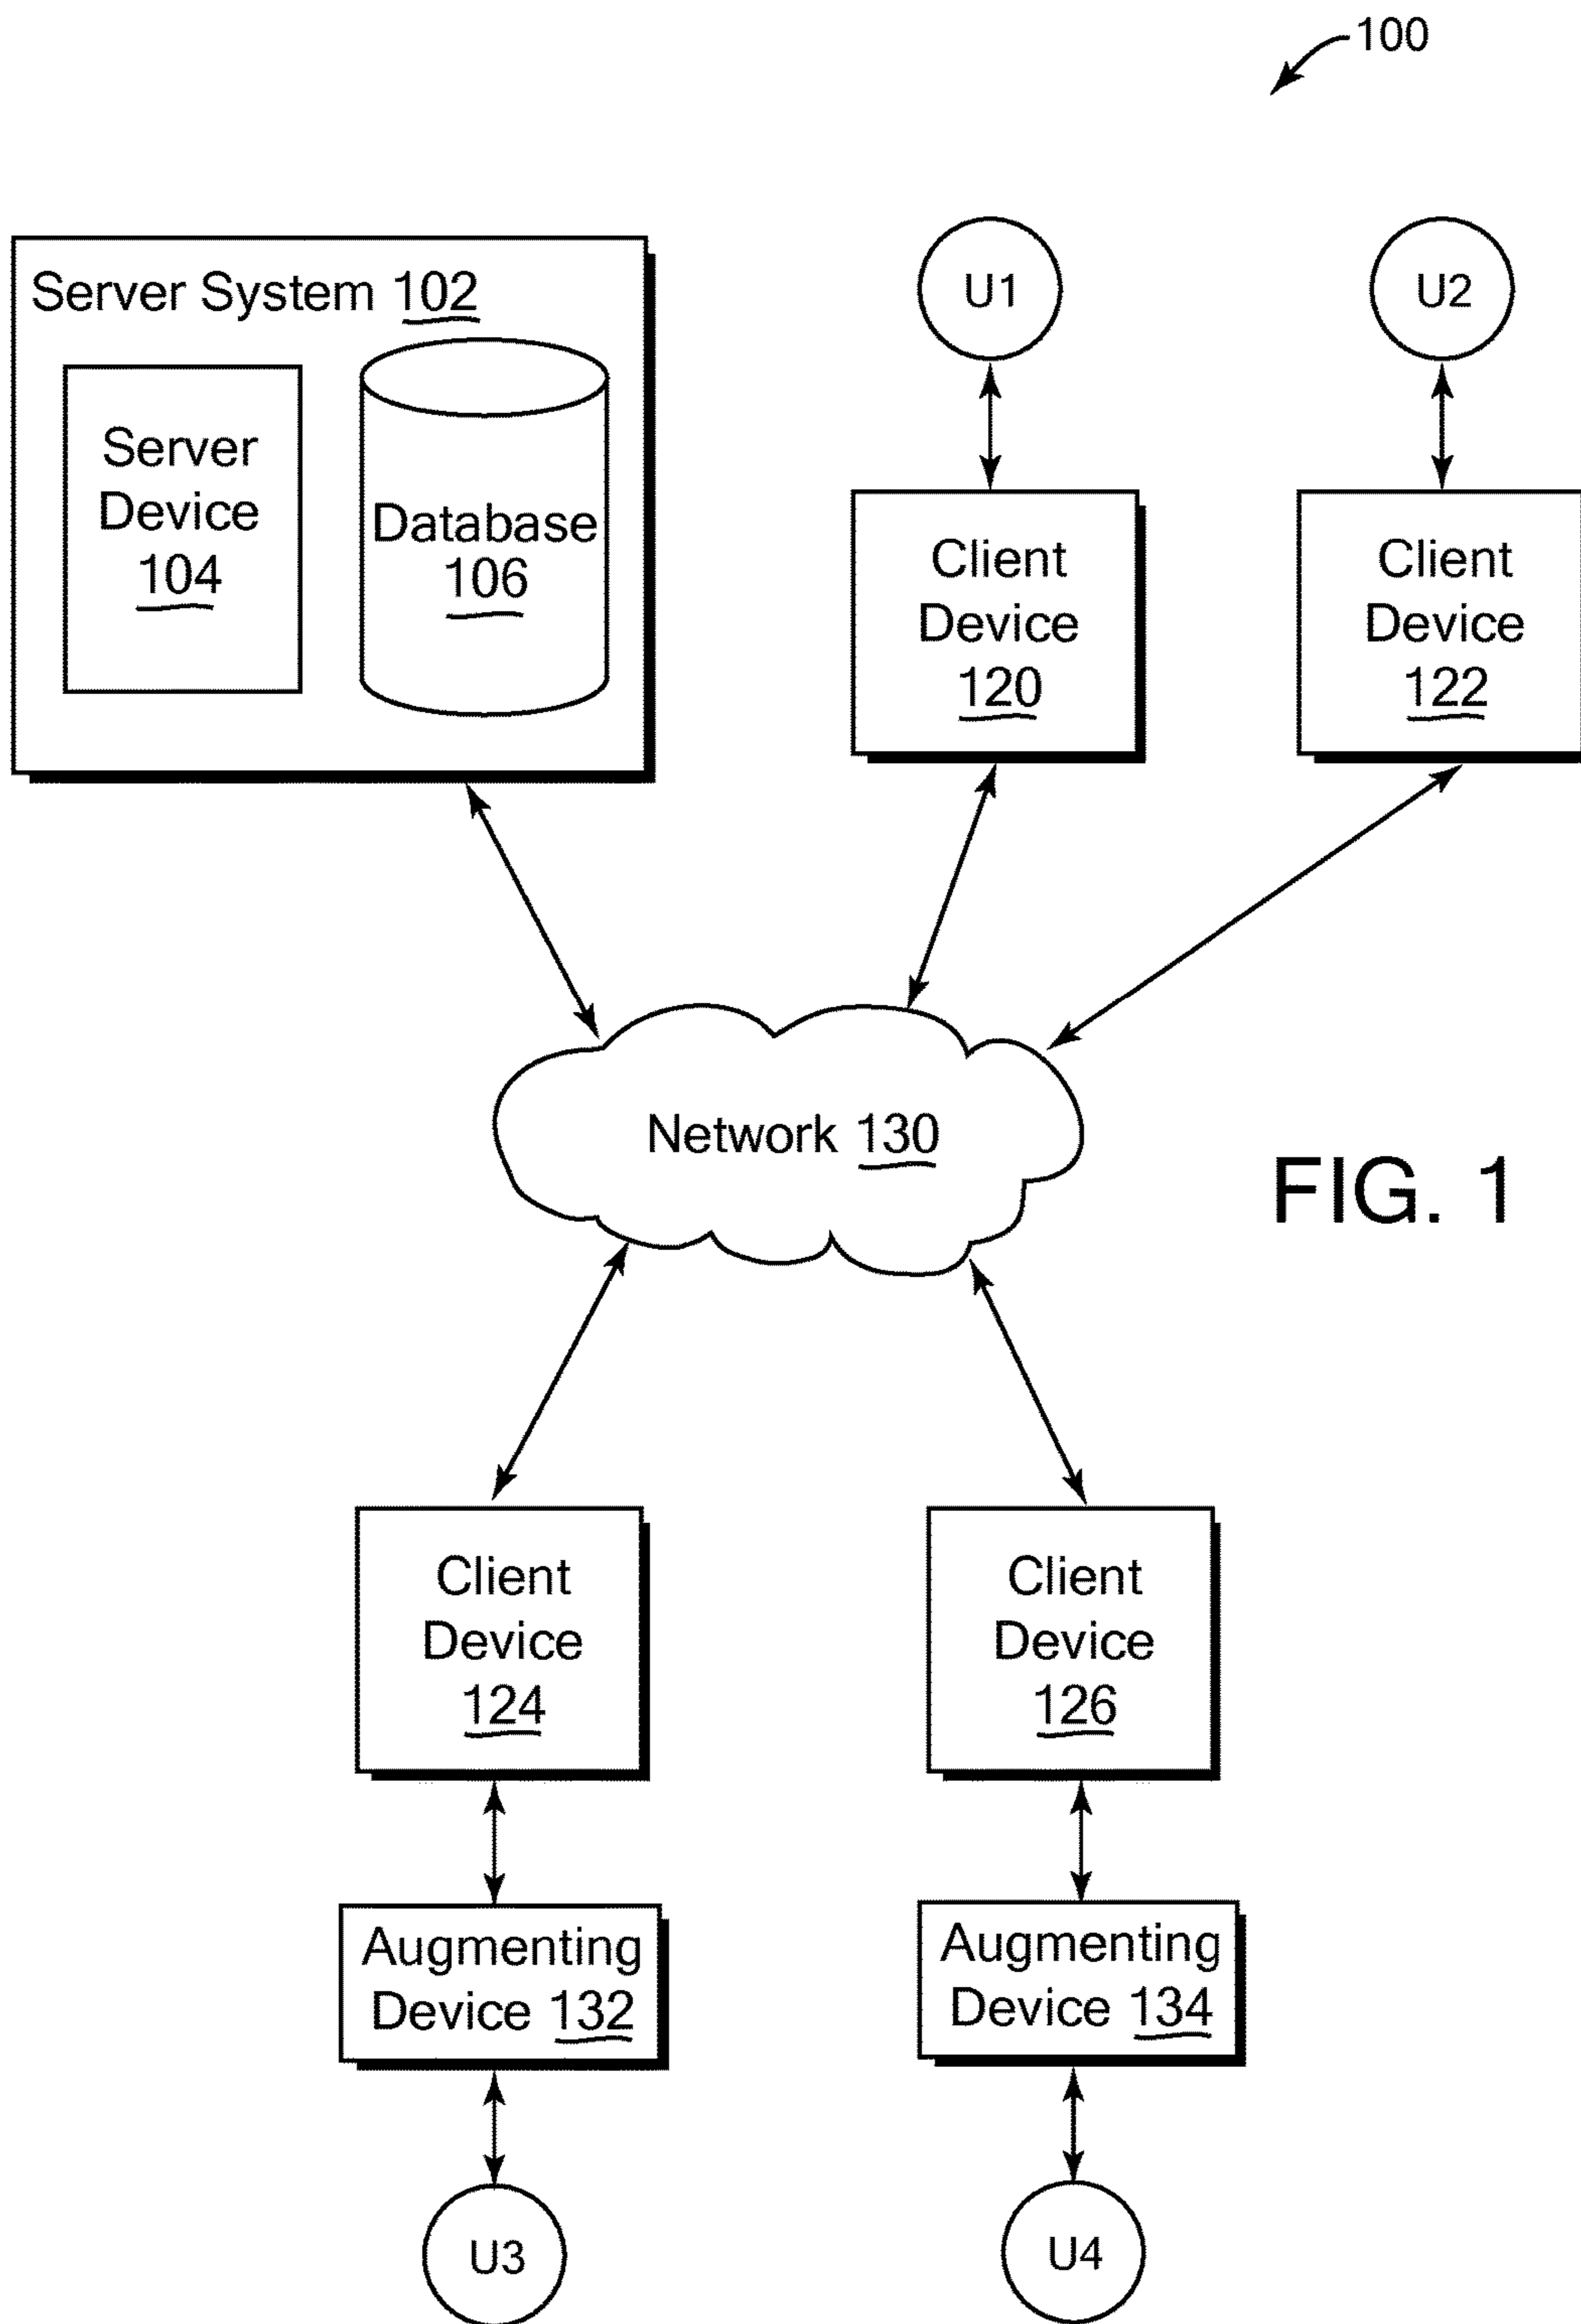 100
Server System 102
Server
Device
104
Database
106
U1
U2
Client
Device
120
Client
Device
122
Network 130
FIG. 1
Client
Device
124
Client
Device
126
Augmenting
Device 132
Augmenting
Device 134
U3
U4